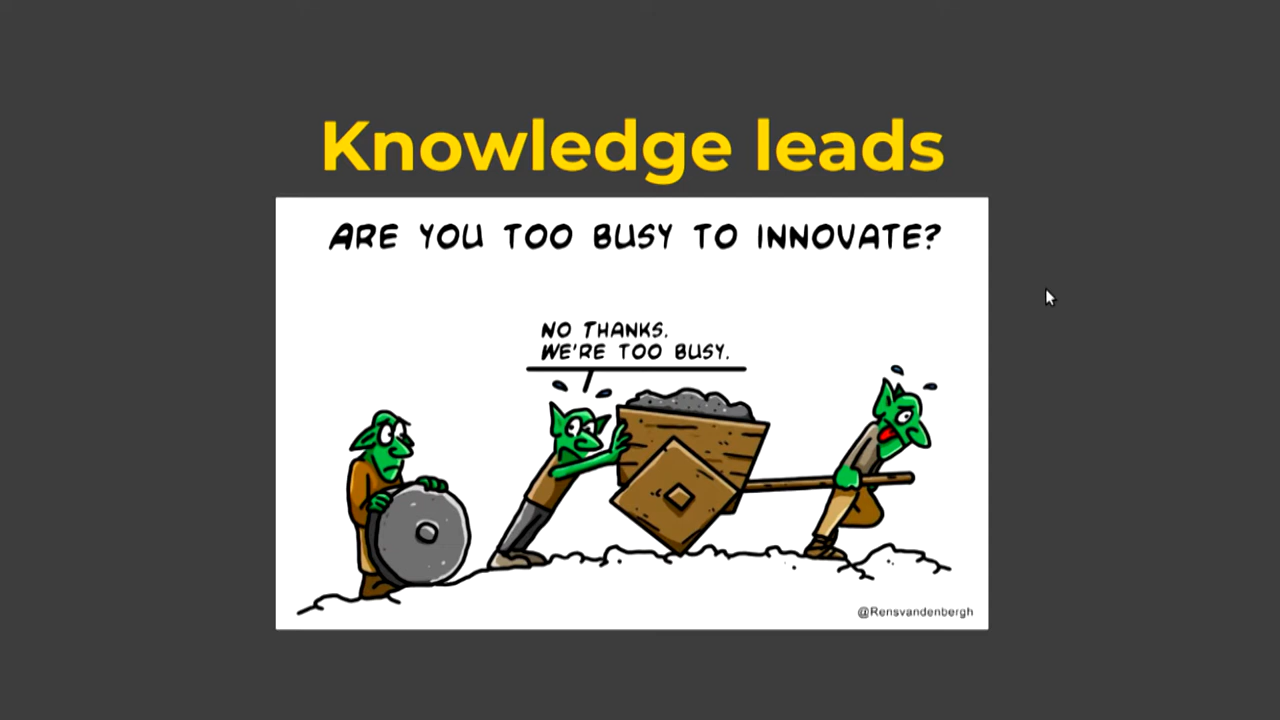 Knowledge leads
ARE YOU TOO BUSY TO INNOVATE?
NO THANKS.
WE'RE TOO BUSY.
@Rensvandenbergh